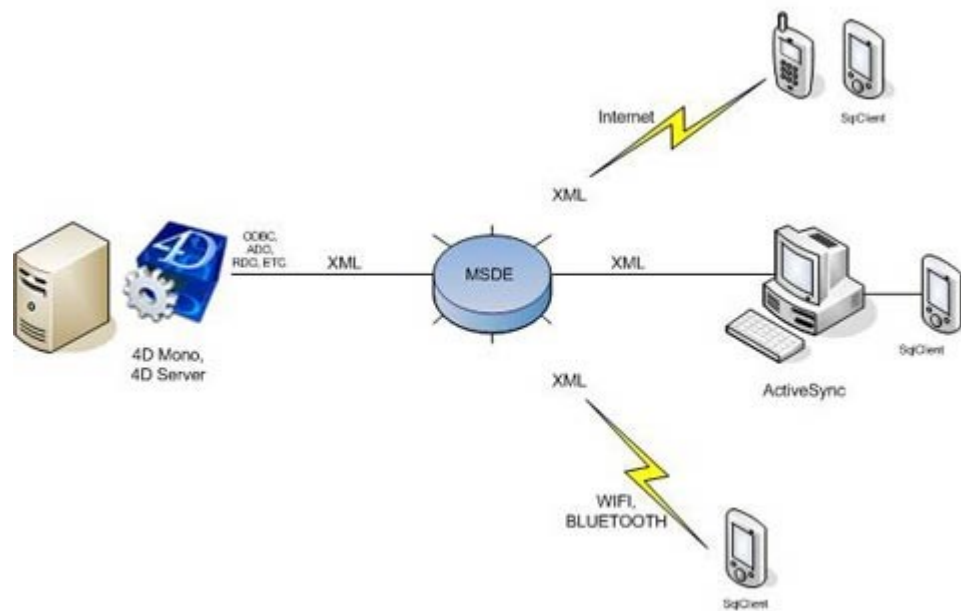 Internet
SqlClient
XML
4D
ODBC,
ADO,
RDO, ETC.
XML
MSDE
XML
SqlClient
4D Mono,
4D Server
XML
ActiveSync
WIFI,
BLUETOOTH
SqlClient